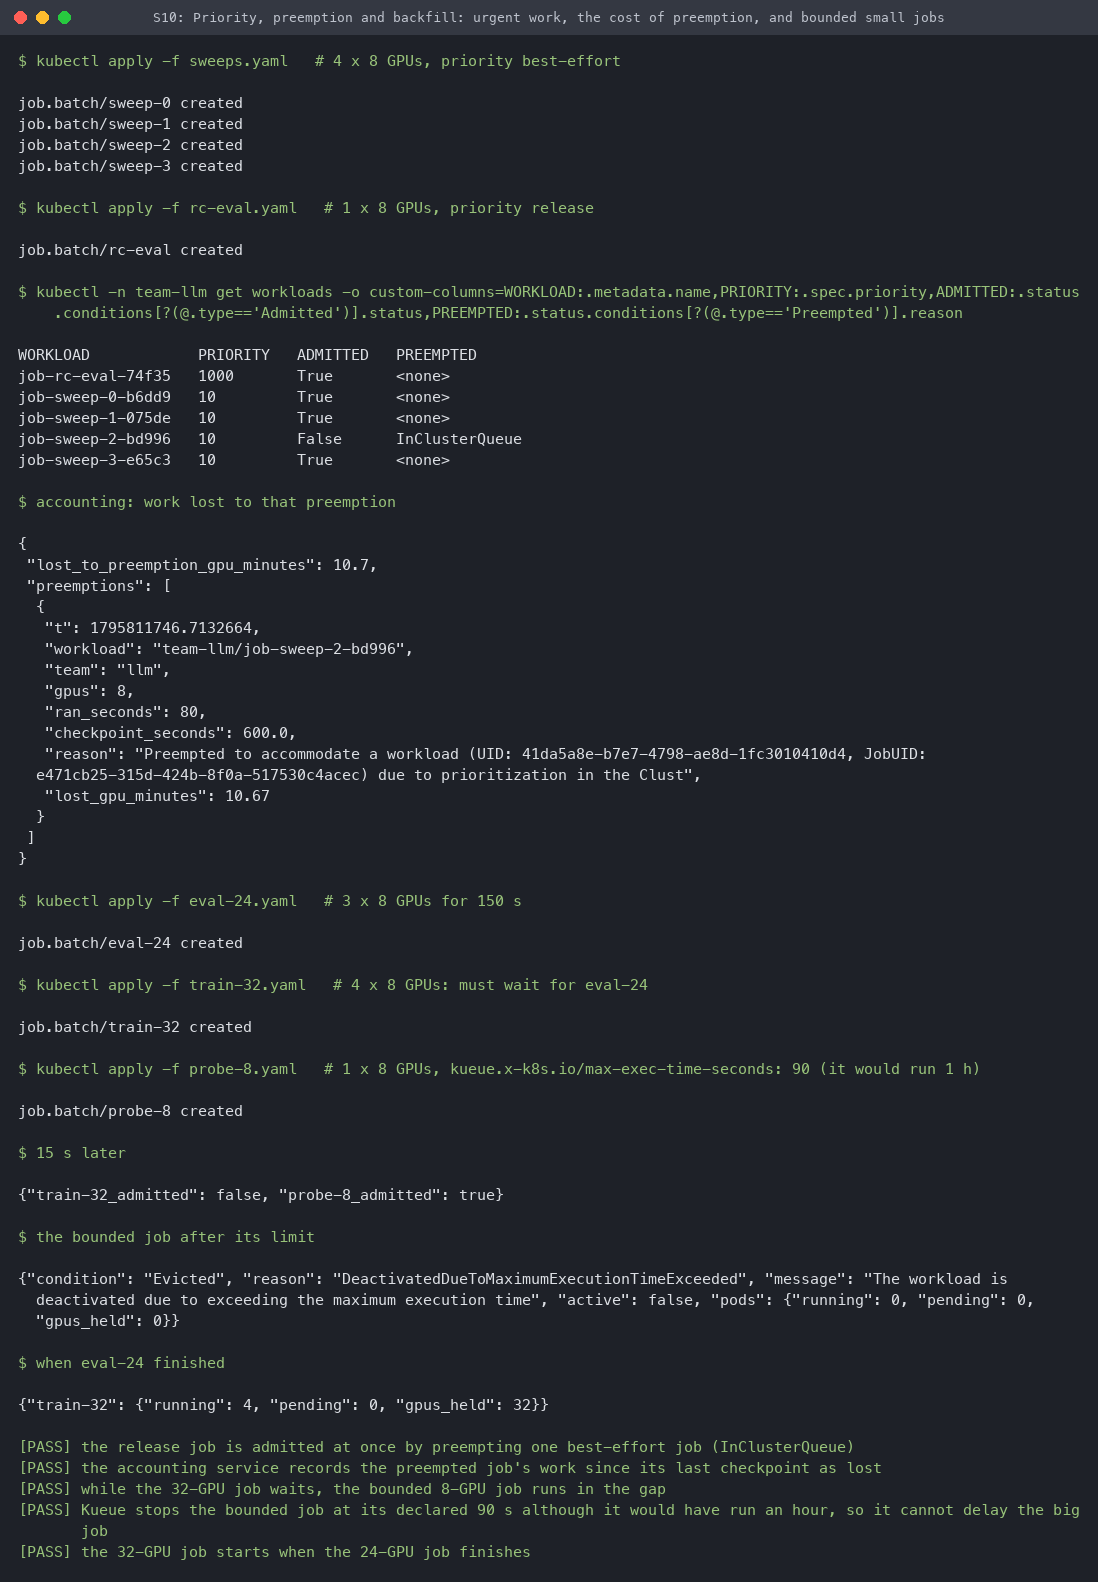 S10: Priority, preemption and backfill: urgent work, the cost of preemption, and bounded small jobs
$ kubectl apply -f sweeps.yaml   # 4 x 8 GPUs, priority best-effort
job.batch/sweep-0 created
job.batch/sweep-1 created
job.batch/sweep-2 created
job.batch/sweep-3 created
$ kubectl apply -f rc-eval.yaml   # 1 x 8 GPUs, priority release
job.batch/rc-eval created
$ kubectl -n team-llm get workloads -o custom-columns=WORKLOAD:.metadata.name,PRIORITY:.spec.priority,ADMITTED:.status
    .conditions[?(@.type=='Admitted')].status,PREEMPTED:.status.conditions[?(@.type=='Preempted')].reason
WORKLOAD            PRIORITY   ADMITTED   PREEMPTED
job-rc-eval-74f35   1000       True       <none>
job-sweep-0-b6dd9   10         True       <none>
job-sweep-1-075de   10         True       <none>
job-sweep-2-bd996   10         False      InClusterQueue
job-sweep-3-e65c3   10         True       <none>
$ accounting: work lost to that preemption
{
 "lost_to_preemption_gpu_minutes": 10.7,
 "preemptions": [
  {
   "t": 1795811746.7132664,
   "workload": "team-llm/job-sweep-2-bd996",
   "team": "llm",
   "gpus": 8,
   "ran_seconds": 80,
   "checkpoint_seconds": 600.0,
   "reason": "Preempted to accommodate a workload (UID: 41da5a8e-b7e7-4798-ae8d-1fc3010410d4, JobUID:
  e471cb25-315d-424b-8f0a-517530c4acec) due to prioritization in the Clust",
   "lost_gpu_minutes": 10.67
  }
 ]
}
$ kubectl apply -f eval-24.yaml   # 3 x 8 GPUs for 150 s
job.batch/eval-24 created
$ kubectl apply -f train-32.yaml   # 4 x 8 GPUs: must wait for eval-24
job.batch/train-32 created
$ kubectl apply -f probe-8.yaml   # 1 x 8 GPUs, kueue.x-k8s.io/max-exec-time-seconds: 90 (it would run 1 h)
job.batch/probe-8 created
$ 15 s later
{"train-32_admitted": false, "probe-8_admitted": true}
$ the bounded job after its limit
{"condition": "Evicted", "reason": "DeactivatedDueToMaximumExecutionTimeExceeded", "message": "The workload is
  deactivated due to exceeding the maximum execution time", "active": false, "pods": {"running": 0, "pending": 0,
  "gpus_held": 0}}
$ when eval-24 finished
{"train-32": {"running": 4, "pending": 0, "gpus_held": 32}}
[PASS] the release job is admitted at once by preempting one best-effort job (InClusterQueue)
[PASS] the accounting service records the preempted job's work since its last checkpoint as lost
[PASS] while the 32-GPU job waits, the bounded 8-GPU job runs in the gap
[PASS] Kueue stops the bounded job at its declared 90 s although it would have run an hour, so it cannot delay the big
       job
[PASS] the 32-GPU job starts when the 24-GPU job finishes